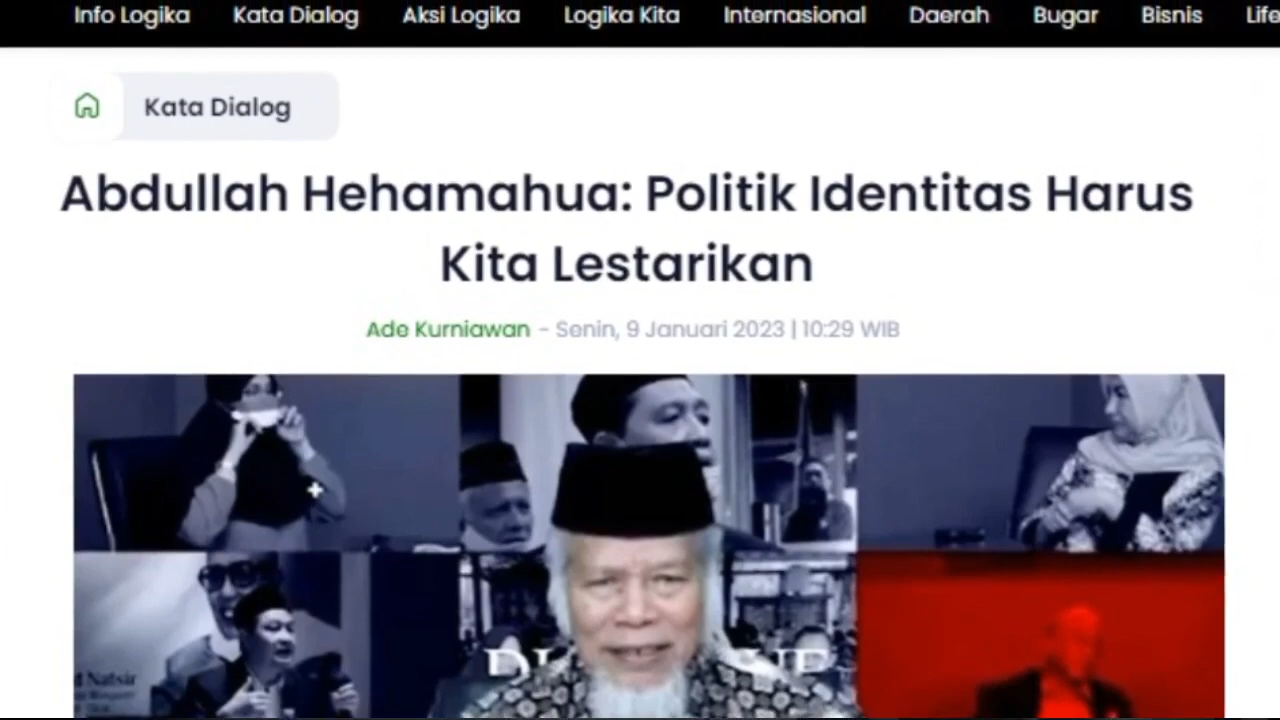 Info Logika Kata Dialog Aksi Logika Logika Kita Internasional Daerah Bugar Bisnis Life
Kata Dialog
Abdullah Hehamahua: Politik Identitas Harus
Kita Lestarikan
Ade Kurniawan - Senin, 9 Januari 2023 | 10:29 WIB
Natsir